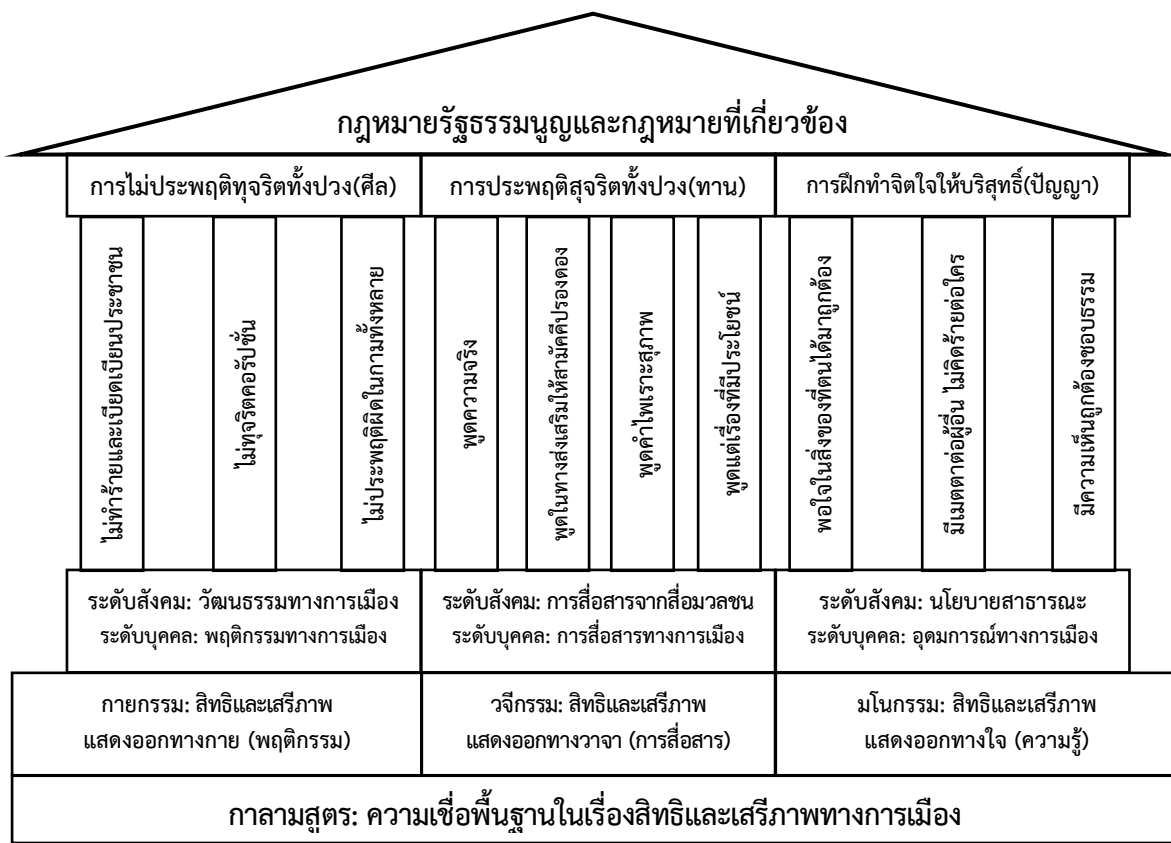 กฎหมายรัฐธรรมนูญและกฎหมายที่เกี่ยวข้อง
การไม่ประพฤติทุจริตทั้งปวง(ศีล)
การประพฤติสุจริตทั้งปวง(ทาน)
การฝึกทำจิตใจให้บริสุทธิ์(ปัญญา)
ไม่ทำร้ายและเบียดเบียนประชาชน
ไม่ทุจริตคอรัปชั่น
ไม่ประพฤติผิดในกามทั้งหลาย
พูดความจริง
พูดในทางส่งเสริมให้สามัคคีปรองดอง
พูดคำไพเราะสุภาพ
พูดแต่เรื่องที่มีประโยชน์
พอใจในสิ่งของที่ตนได้มาถูกต้อง
มีเมตตาต่อผู้อื่น ไม่คิดร้ายต่อใคร
มีความเห็นถูกต้องชอบธรรม
ระดับสังคม: วัฒนธรรมทางการเมือง
ระดับบุคคล: พฤติกรรมทางการเมือง
ระดับสังคม: การสื่อสารจากสื่อมวลชน
ระดับบุคคล: การสื่อสารทางการเมือง
ระดับสังคม: นโยบายสาธารณะ
ระดับบุคคล: อุดมการณ์ทางการเมือง
กายกรรม: สิทธิและเสรีภาพ
แสดงออกทางกาย (พฤติกรรม)
วจีกรรม: สิทธิและเสรีภาพ
แสดงออกทางวาจา (การสื่อสาร)
มโนกรรม: สิทธิและเสรีภาพ
แสดงออกทางใจ (ความรู้)
กาลามสูตร: ความเชื่อพื้นฐานในเรื่องสิทธิและเสรีภาพทางการเมือง